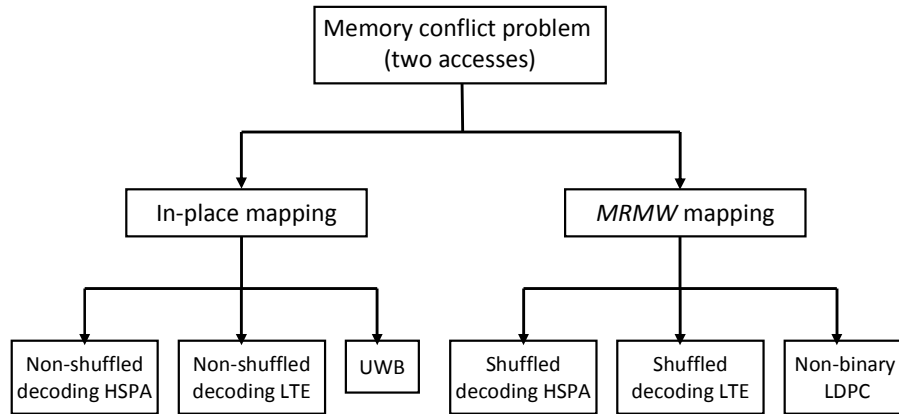 Memory conflict problem
(two accesses)
In-place mapping
MRMW mapping
Non-shuffled
decoding HSPA
Non-shuffled
decoding LTE
UWB
Shuffled
decoding HSPA
Shuffled
decoding LTE
Non-binary
LDPC